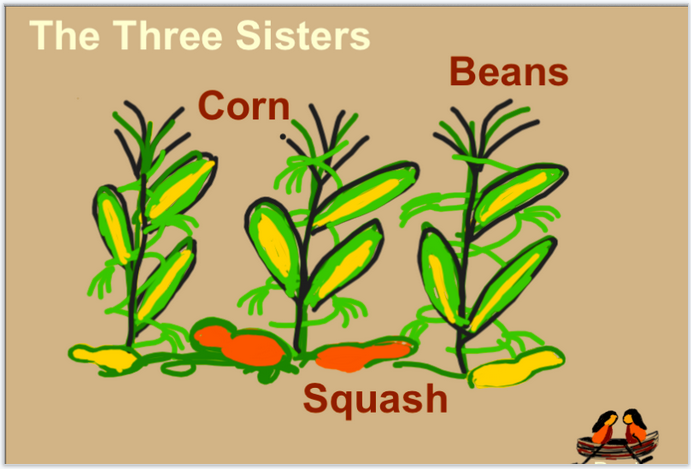 The Three Sisters
Beans
Corn
Squash